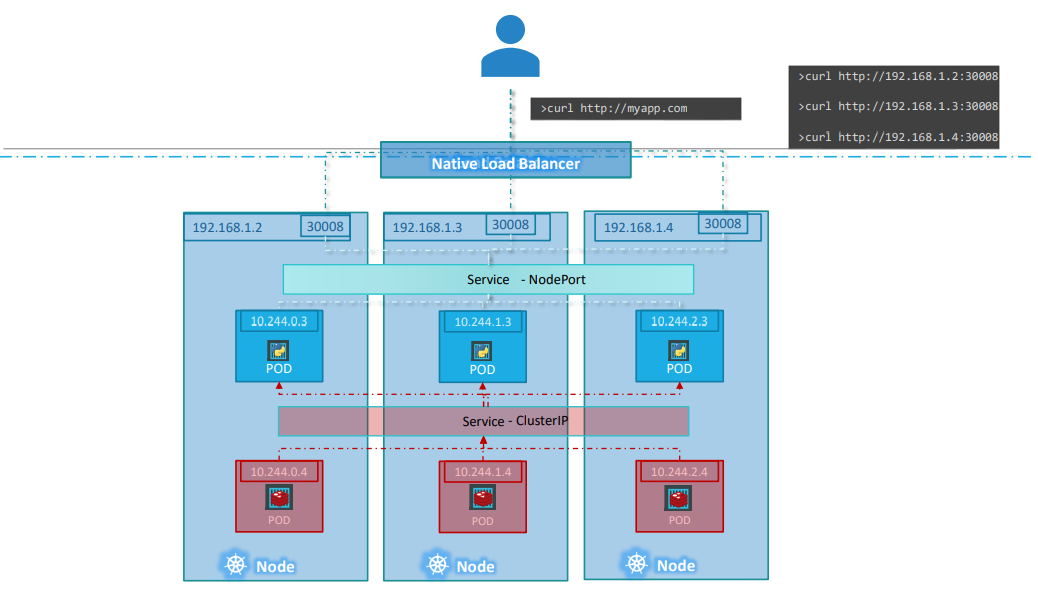 >curl http://myapp.com
>curl http://192.168.1.2:30008
>curl http://192.168.1.3:30008
>curl http://192.168.1.4:30008
Native Load Balancer
192.168.1.2
30008
192.168.1.3
30008
192.168.1.4
30008
Service - NodePort
10.244.0.3
POD
10.244.1.3
POD
10.244.2.3
POD
Service - ClusterIP
10.244.0.4
POD
10.244.1.4
POD
10.244.2.4
POD
Node
Node
Node